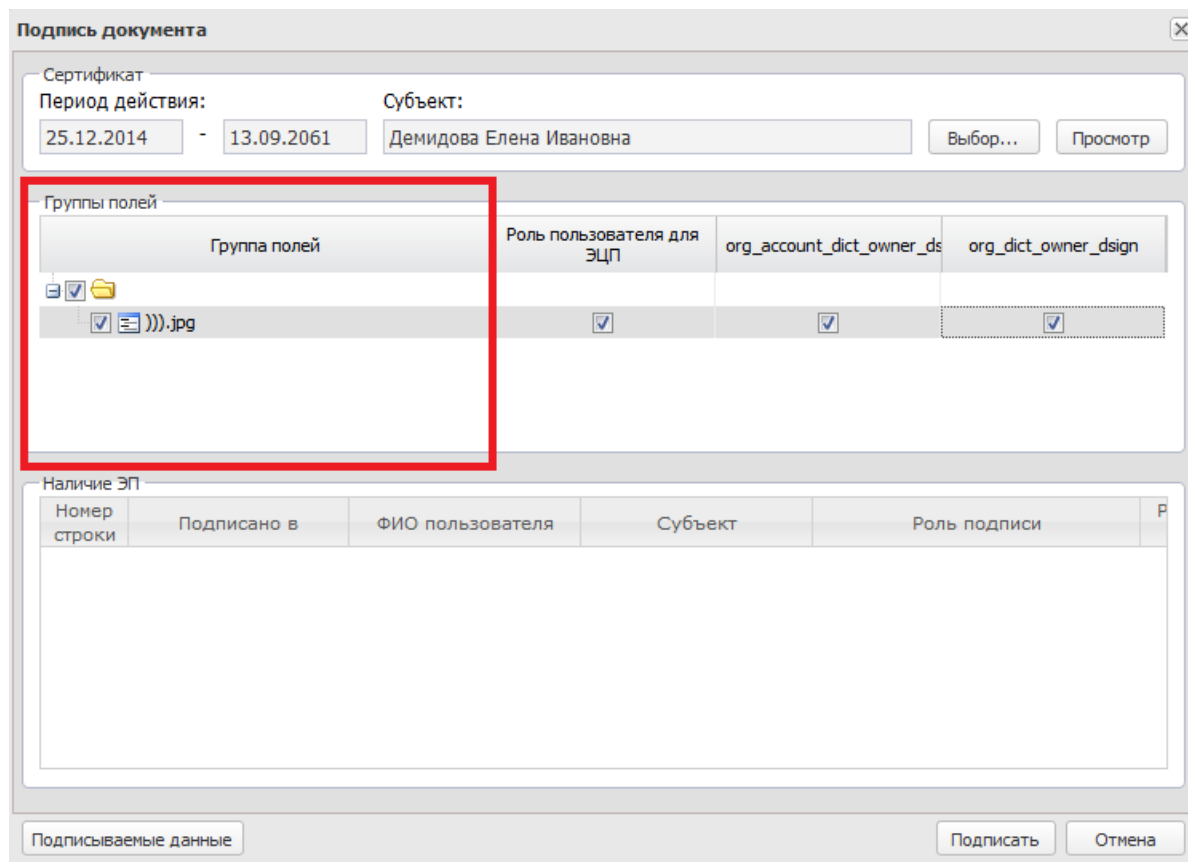 Подпись документа
Сертификат
Период действия: Субъект:
25.12.2014 - 13.09.2061 Демидова Елена Ивановна Выбор... Просмотр
Группы полей
Группа полей Роль пользователя для ЭЦП org_account_dict_owner_ds org_dict_owner_dsign
))).jpg
Наличие ЭП
Номер строки Подписано в ФИО пользователя Субъект Роль подписи Р
Подписываемые данные Подписать Отмена